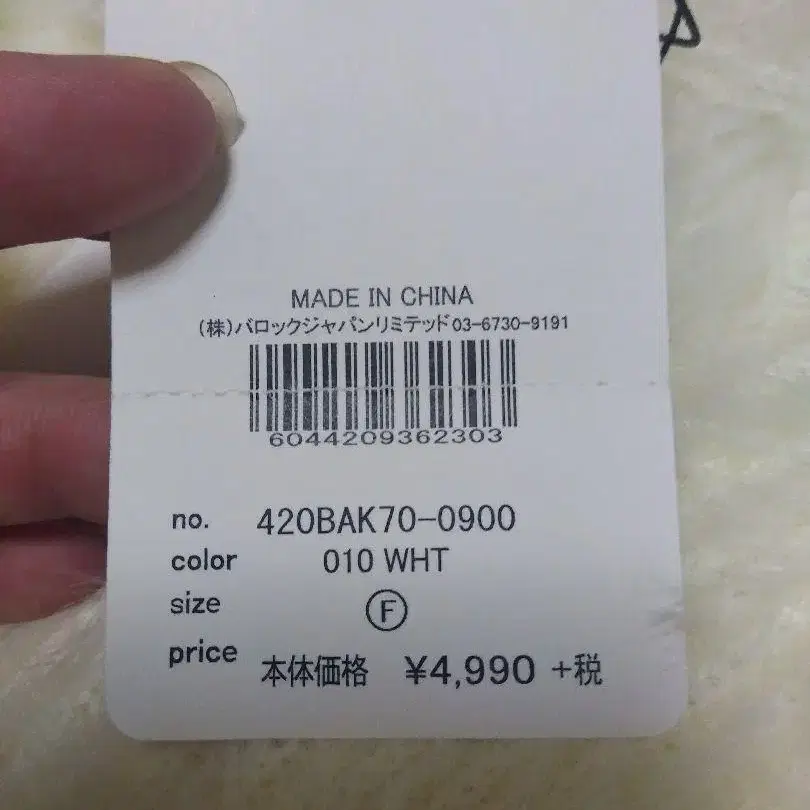 MADE IN CHINA
(株)バロックジャパンリミテッド03-6730-9191
6044209362303
no. 420BAK70-0900
color 010 WHT
size Ⓕ
price 本体価格 ¥4,990 +税